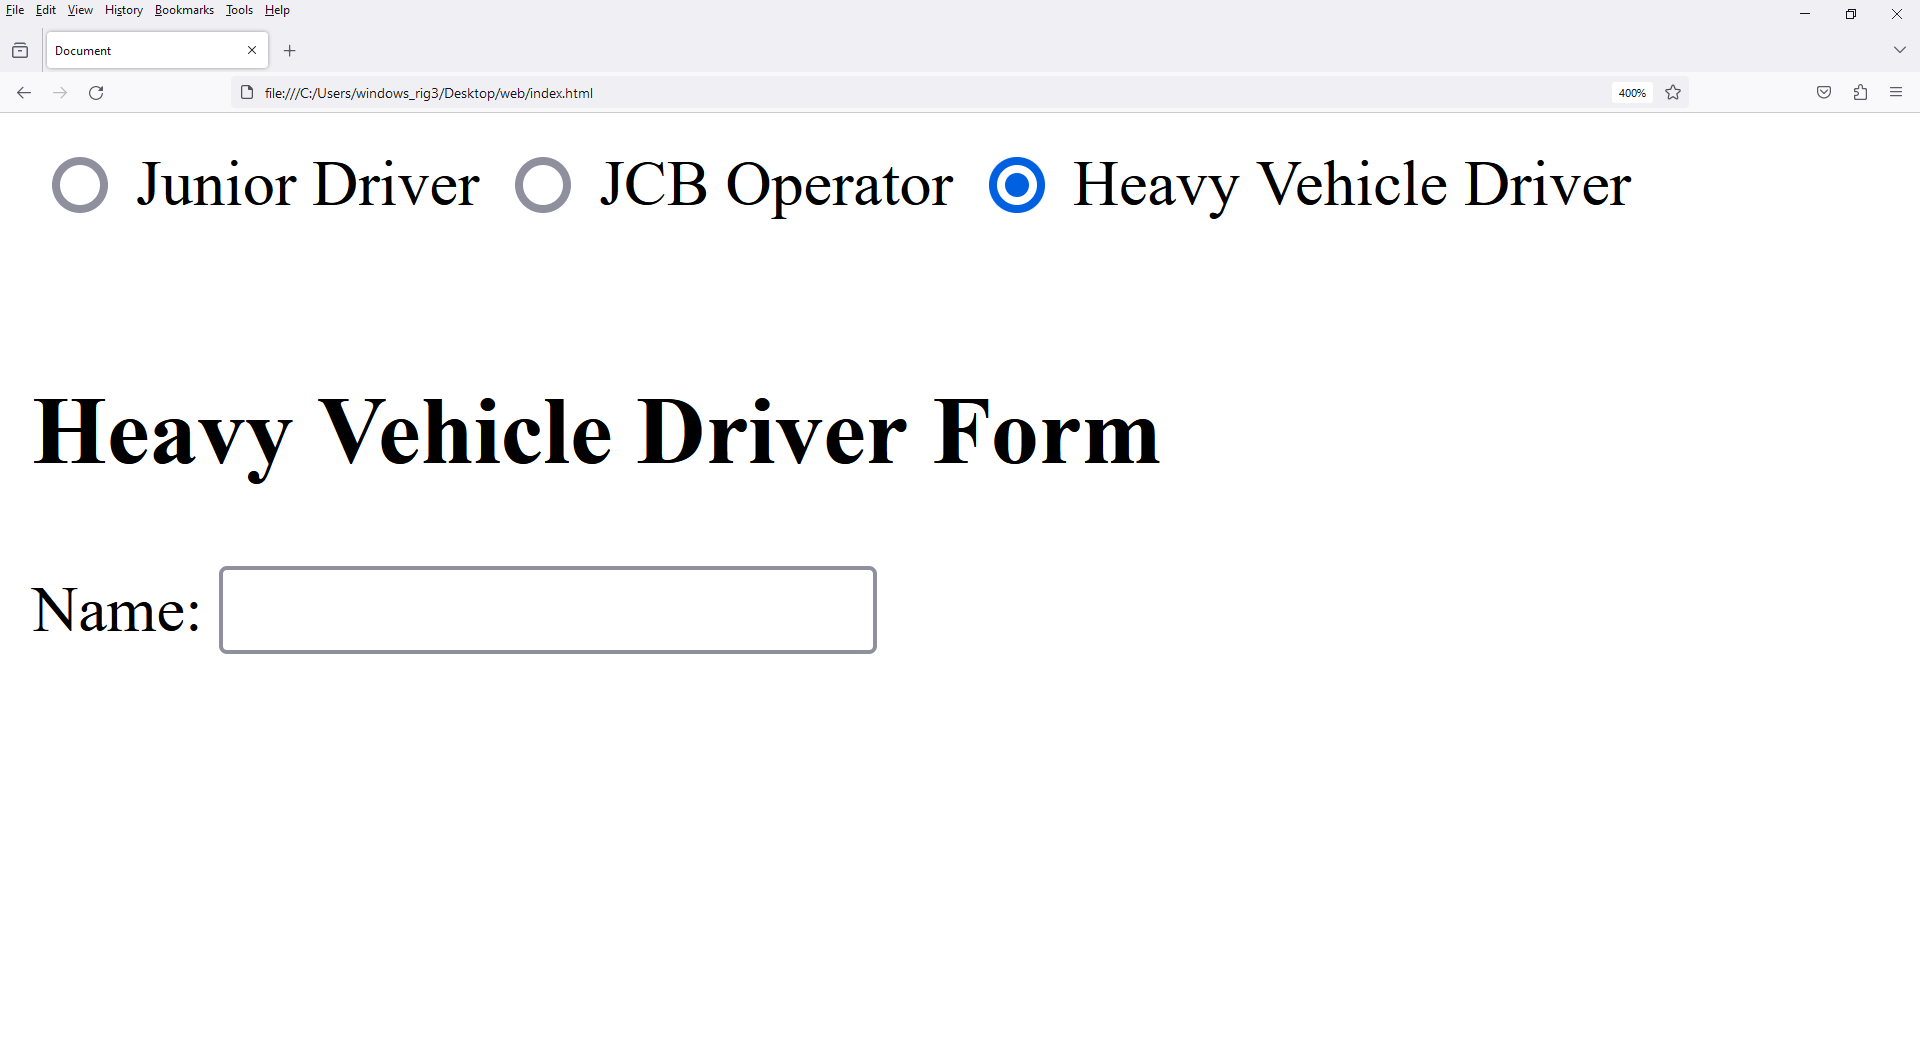 File Edit View History Bookmarks Tools Help
Document
file:///C:/Users/windows_rig3/Desktop/web/index.html 400%
Junior Driver JCB Operator Heavy Vehicle Driver
Heavy Vehicle Driver Form
Name: